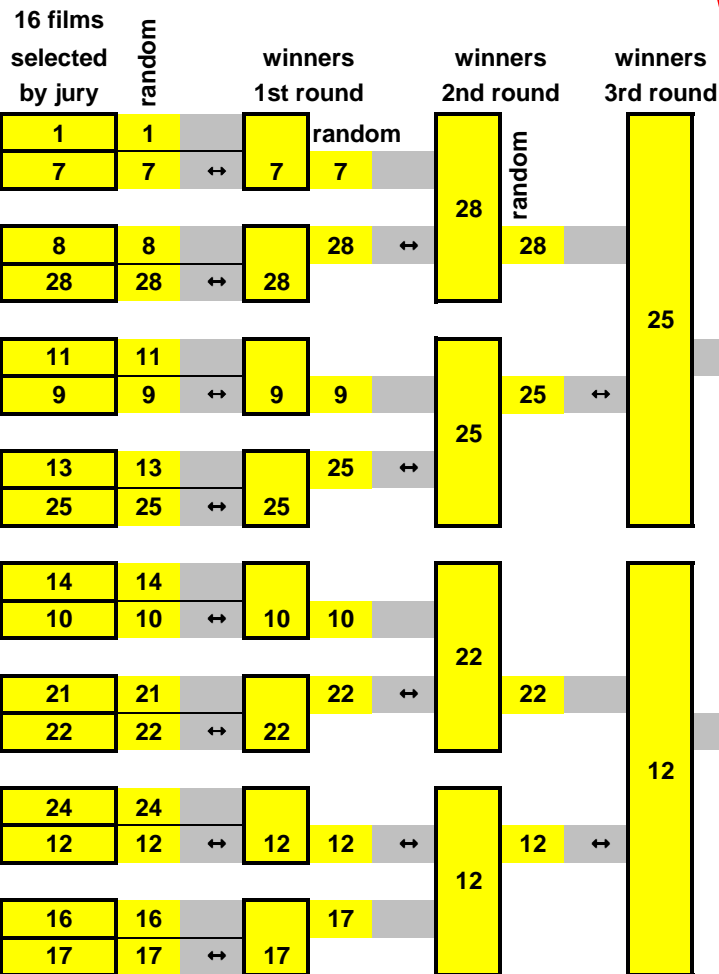 16 films
selected
by jury
random
winners
1st round
winners
2nd round
winners
3rd round
1 1 random
7 7 ↔ 7 7
28 random
8 8 28 ↔ 28
28 28 ↔ 28
25
11 11
9 9 ↔ 9 9 25 ↔
25
13 13 25 ↔
25 25 ↔ 25
14 14
10 10 ↔ 10 10
22
21 21 22 ↔ 22
22 22 ↔ 22
12
24 24
12 12 ↔ 12 12 ↔ 12 ↔
12
16 16 17
17 17 ↔ 17